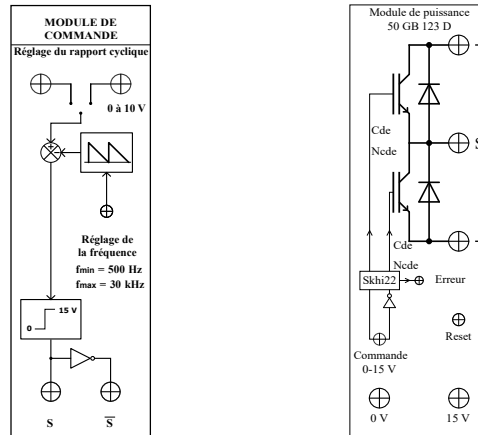 MODULE DE
COMMANDE
Réglage du rapport cyclique
0 à 10 V
+
-
Réglage de
la fréquence
fmin = 500 Hz
fmax = 30 kHz
15 V
0
S
S
Module de puissance
50 GB 123 D
Cde
Ncde
S
Cde
Ncde
Skhi22
Erreur
Reset
Commande
0-15 V
0 V
15 V